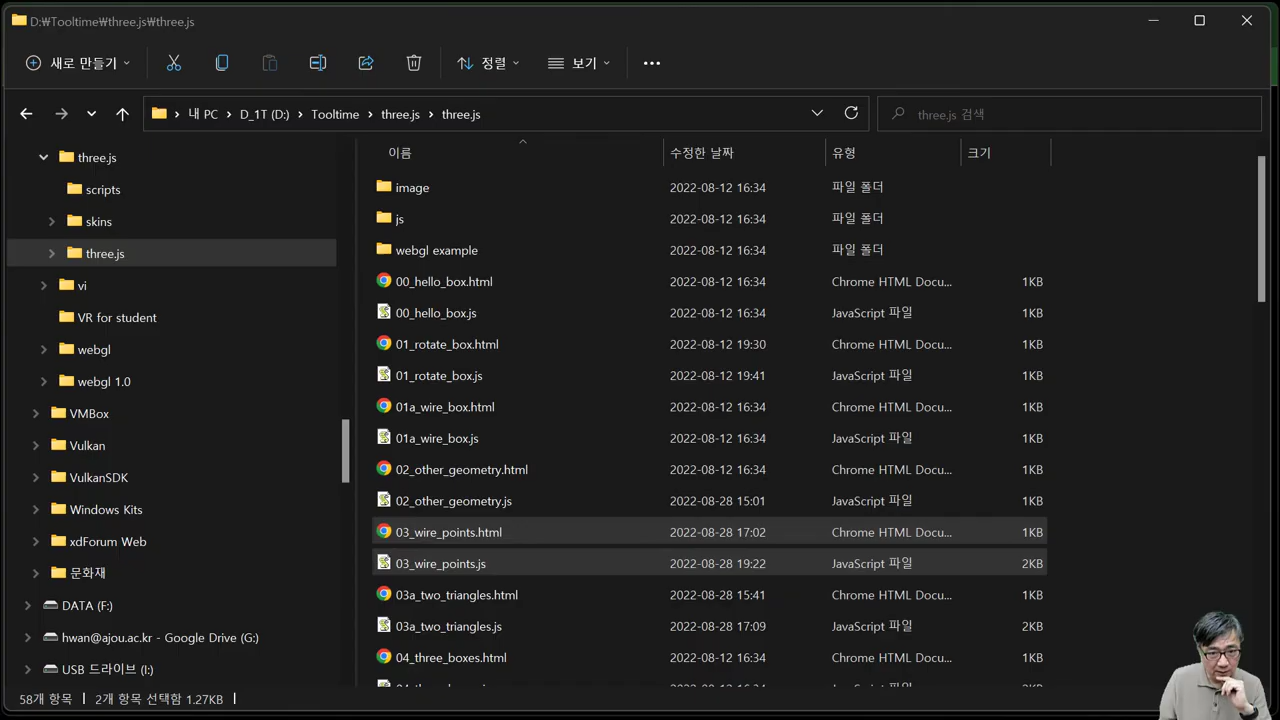 D:₩Tooltime₩three.js₩three.js
새로 만들기 정렬 보기
내 PC > D_1T (D:) > Tooltime > three.js > three.js
three.js 검색
three.js
scripts
skins
three.js
vi
VR for student
webgl
webgl 1.0
VMBox
Vulkan
VulkanSDK
Windows Kits
xdForum Web
문화재
DATA (F:)
hwan@ajou.ac.kr - Google Drive (G:)
USB 드라이브 (I:)
이름 수정한 날짜 유형 크기
image 2022-08-12 16:34 파일 폴더
js 2022-08-12 16:34 파일 폴더
webgl example 2022-08-12 16:34 파일 폴더
00_hello_box.html 2022-08-12 16:34 Chrome HTML Docu... 1KB
00_hello_box.js 2022-08-12 16:34 JavaScript 파일 1KB
01_rotate_box.html 2022-08-12 19:30 Chrome HTML Docu... 1KB
01_rotate_box.js 2022-08-12 19:41 JavaScript 파일 1KB
01a_wire_box.html 2022-08-12 16:34 Chrome HTML Docu... 1KB
01a_wire_box.js 2022-08-12 16:34 JavaScript 파일 1KB
02_other_geometry.html 2022-08-12 16:34 Chrome HTML Docu... 1KB
02_other_geometry.js 2022-08-28 15:01 JavaScript 파일 1KB
03_wire_points.html 2022-08-28 17:02 Chrome HTML Docu... 1KB
03_wire_points.js 2022-08-28 19:22 JavaScript 파일 2KB
03a_two_triangles.html 2022-08-28 15:41 Chrome HTML Docu... 1KB
03a_two_triangles.js 2022-08-28 17:09 JavaScript 파일 2KB
04_three_boxes.html 2022-08-12 16:34 Chrome HTML Docu... 1KB
58개 항목 2개 항목 선택함 1.27KB